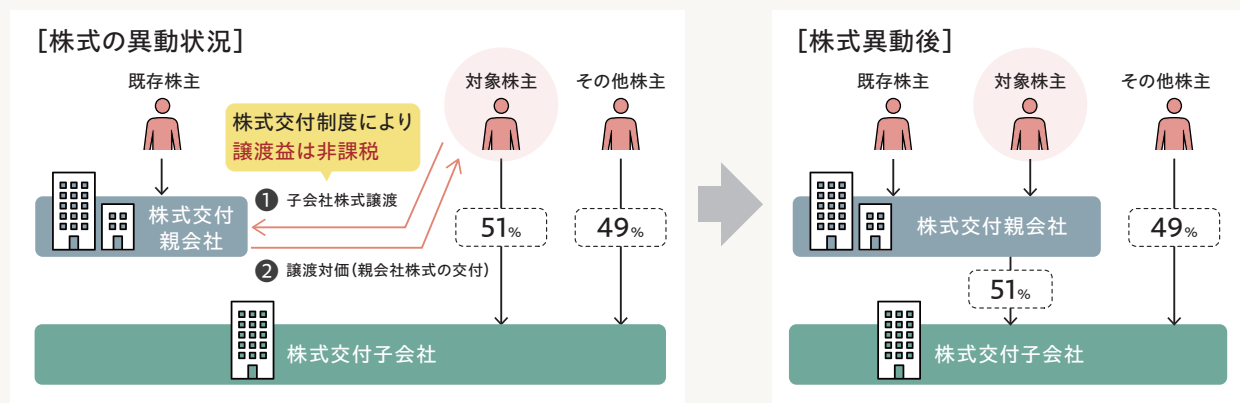 [株式の異動状況]
既存株主
対象株主
その他株主
株式交付制度により
譲渡益は非課税
❶ 子会社株式譲渡
株式交付
親会社
51%
49%
❷ 譲渡対価(親会社株式の交付)
株式交付子会社
[株式異動後]
既存株主
対象株主
その他株主
株式交付親会社
49%
51%
株式交付子会社